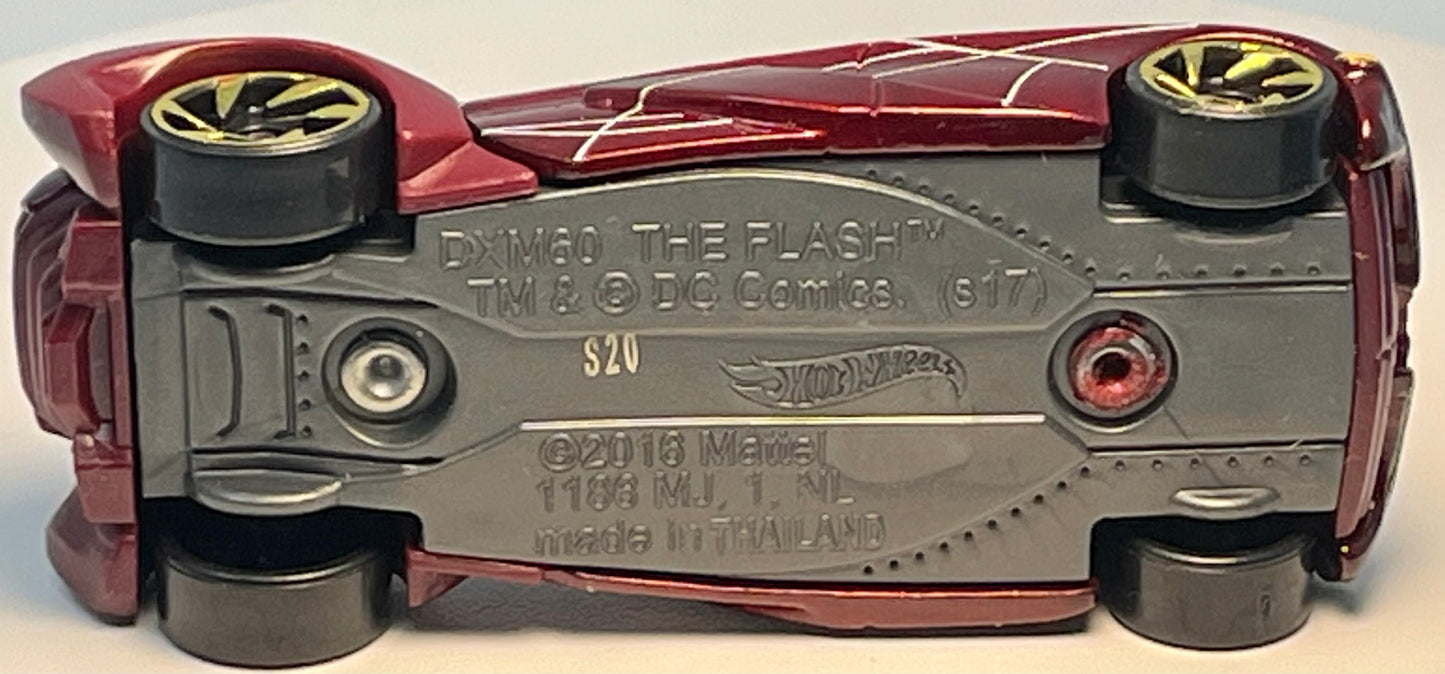 DXM60 THE FLASH™
TM & © DC Comics. (s17)
S20
Hot Wheels
©2016 Mattel
1186 MJ, 1, NL
made in THAILAND